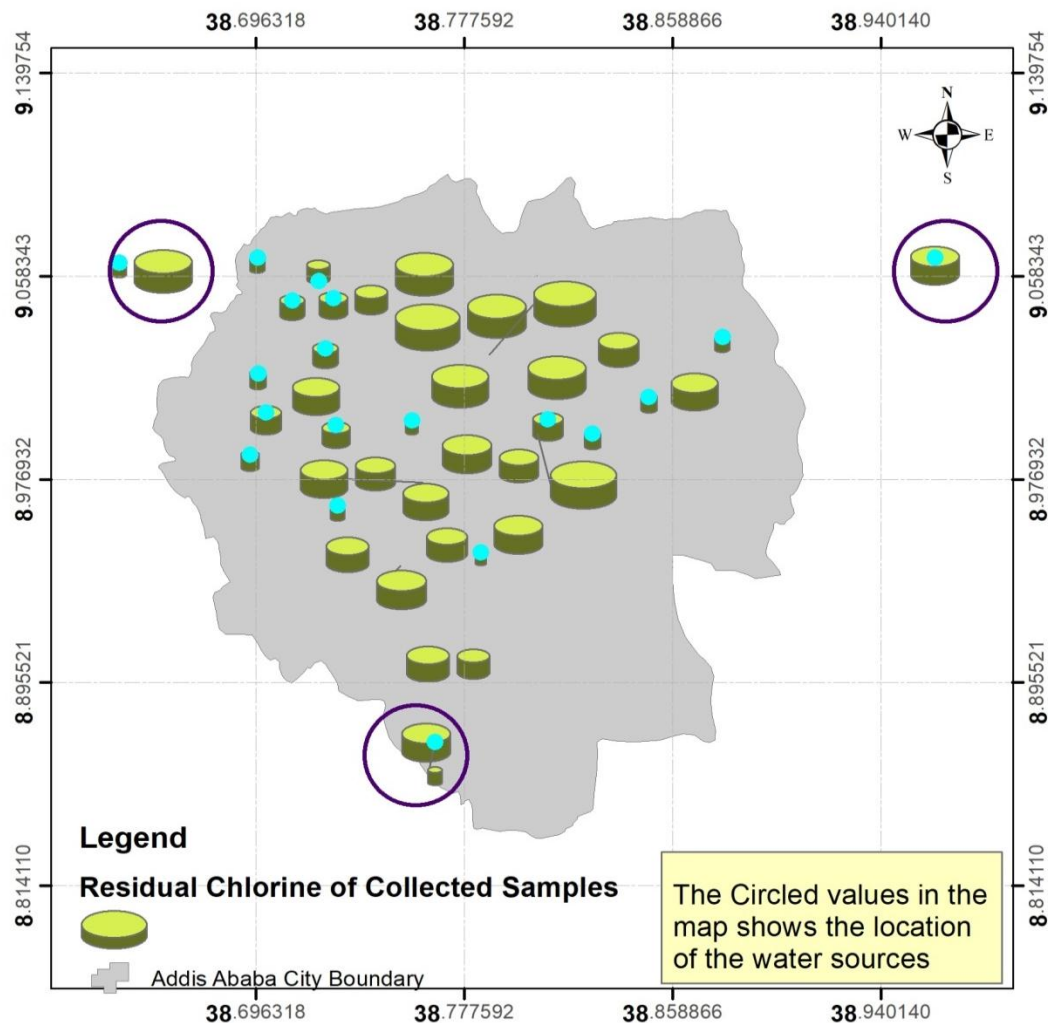 38.696318 38.777592 38.858866 38.940140
9.139754 9.139754
N
W E
S
9.058343 9.058343
8.976932 8.976932
8.895521 8.895521
Legend
8.814110 8.814110
Residual Chlorine of Collected Samples
Addis Ababa City Boundary
The Circled values in the
map shows the location
of the water sources
38.696318 38.777592 38.858866 38.940140